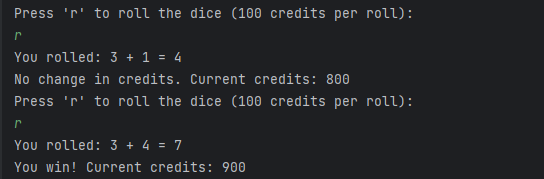 Press 'r' to roll the dice (100 credits per roll):
r
You rolled: 3 + 1 = 4
No change in credits. Current credits: 800
Press 'r' to roll the dice (100 credits per roll):
r
You rolled: 3 + 4 = 7
You win! Current credits: 900